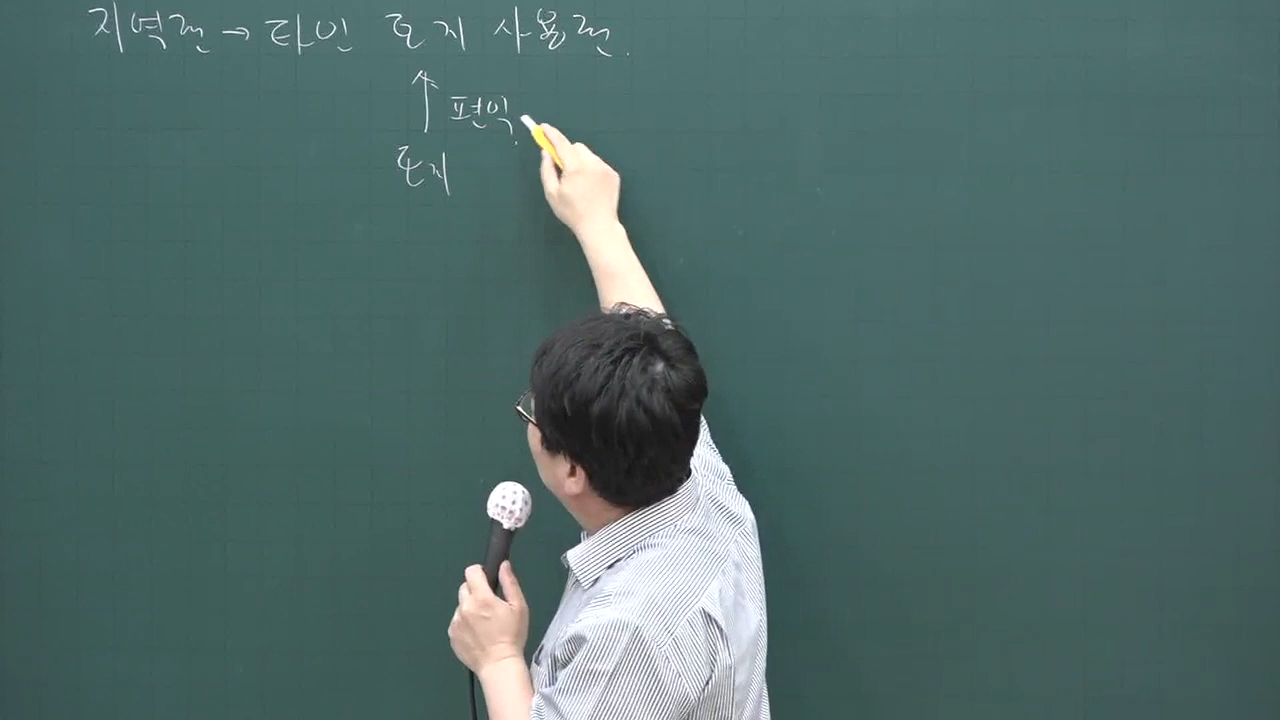 지역권 → 타인 토지 사용권.
↑ 편익
토지